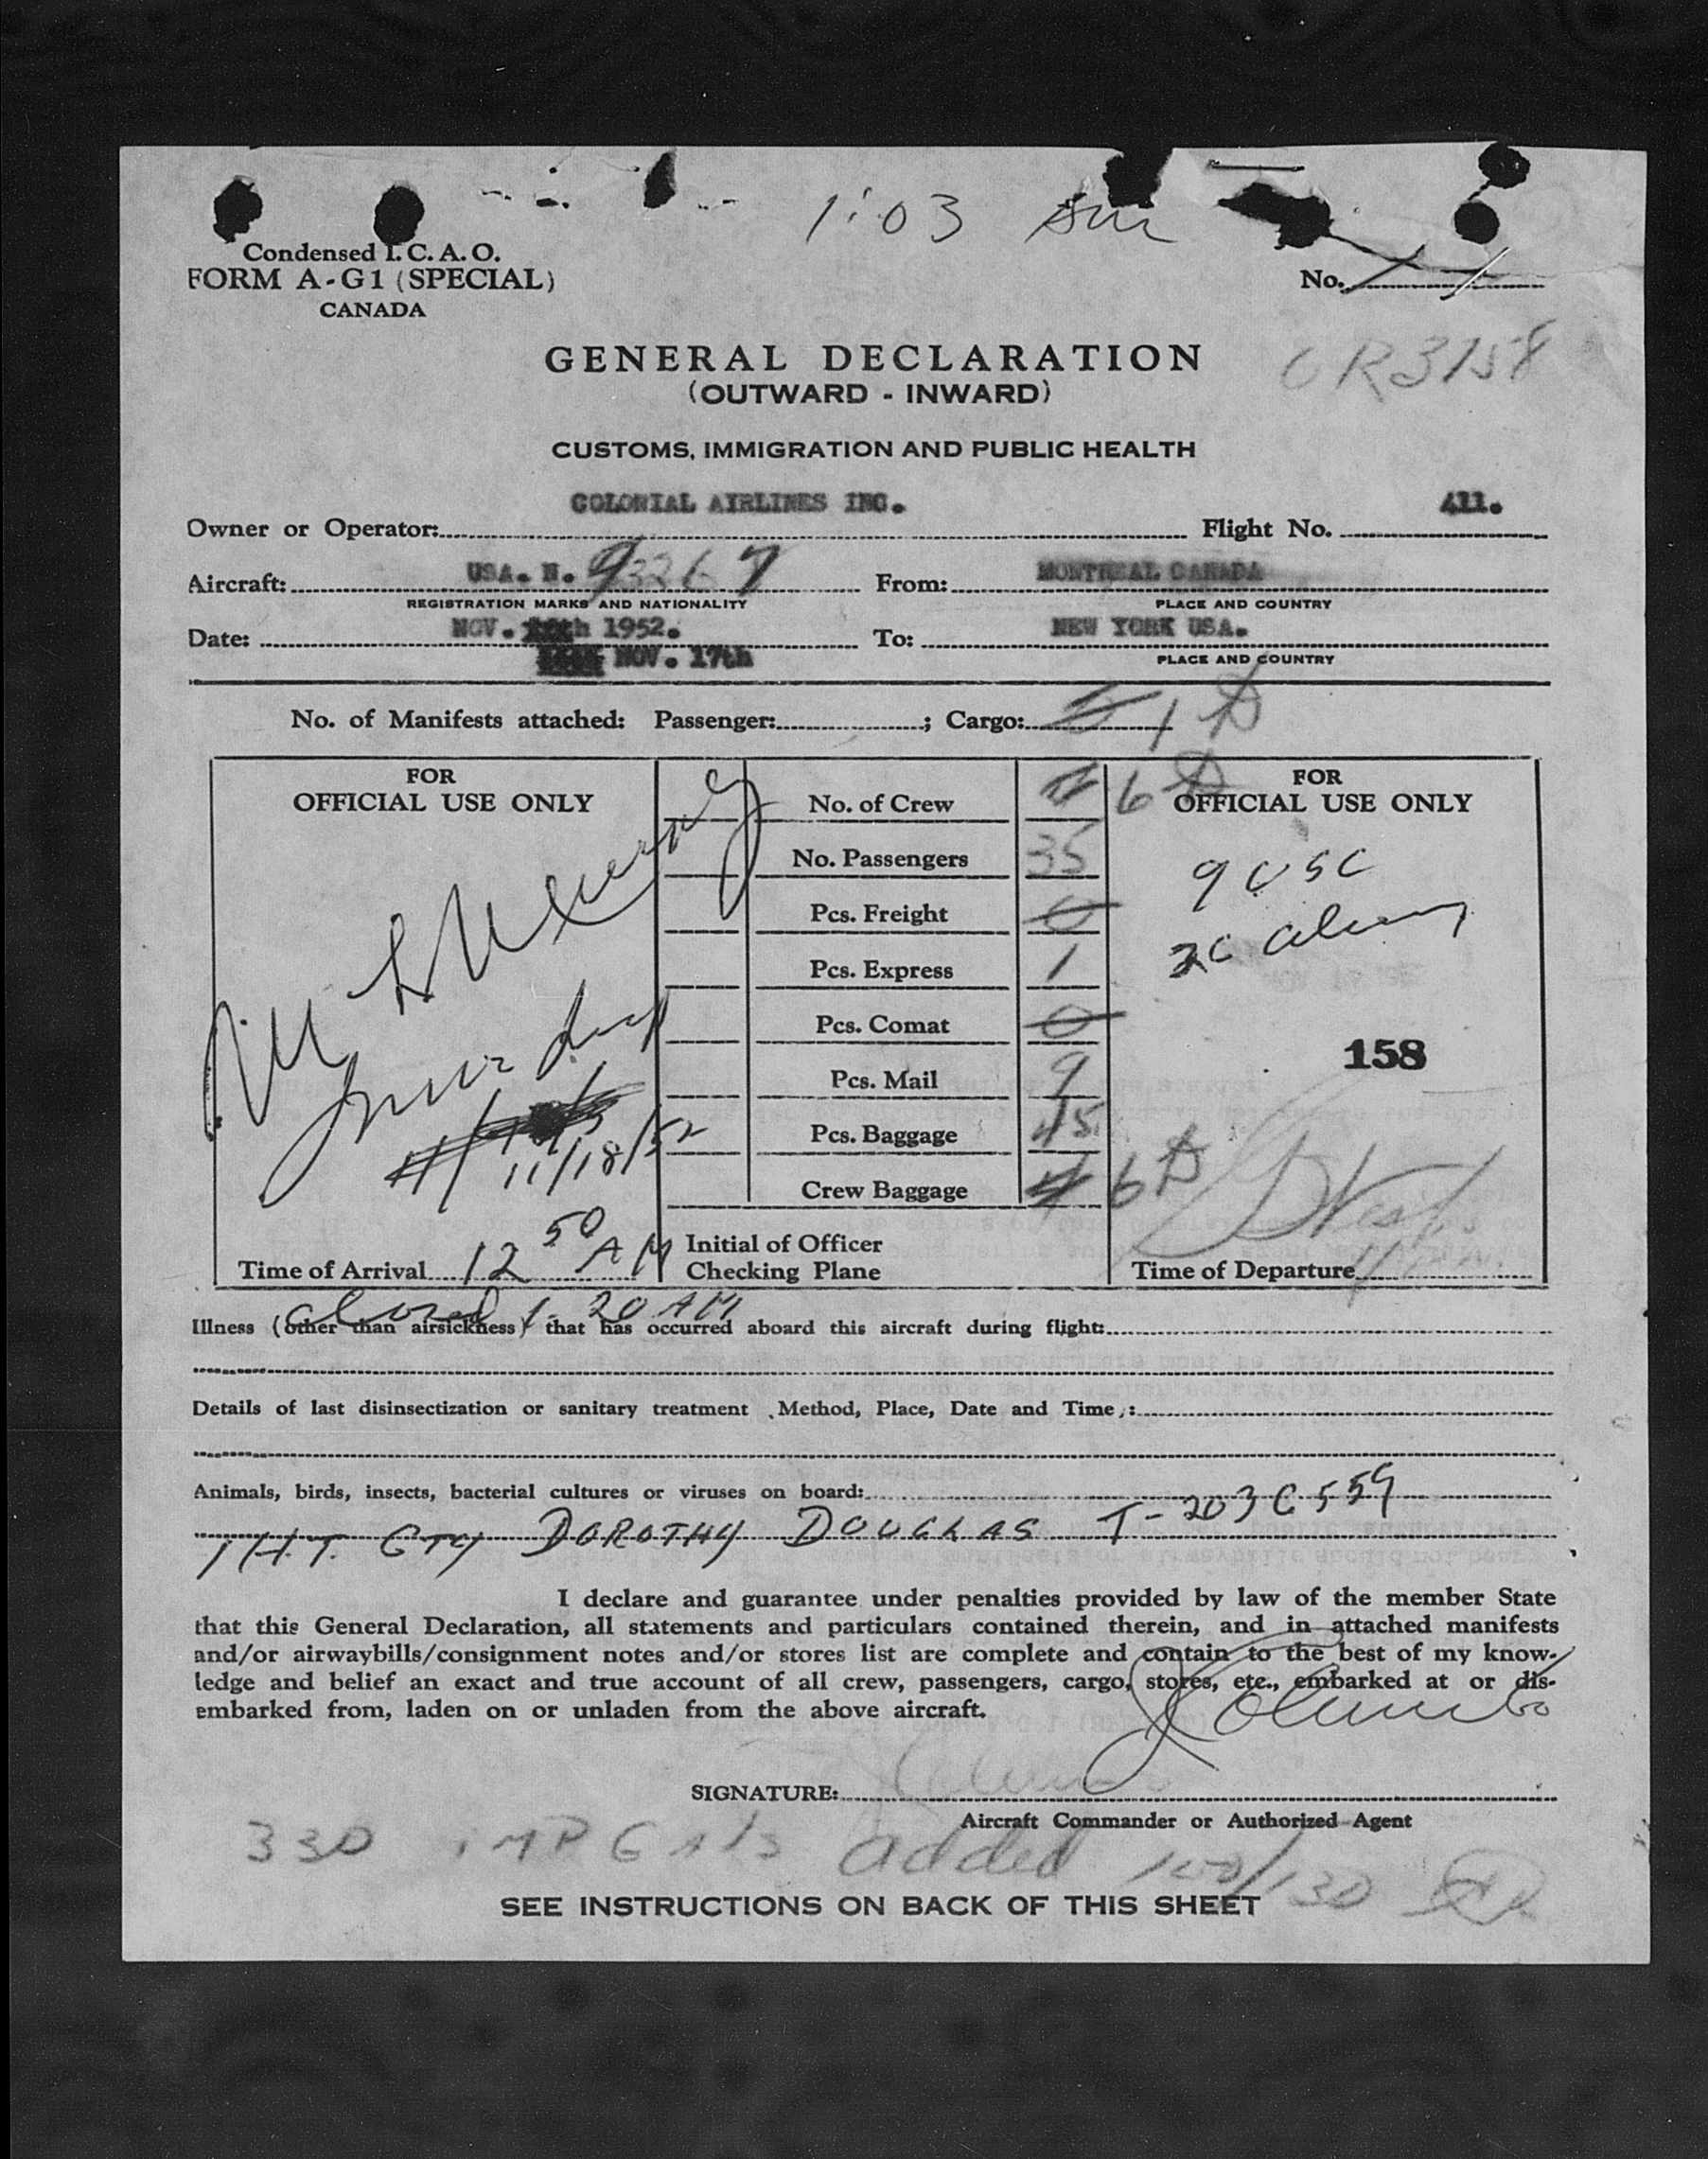 1:03 Am
Condensed I. C. A. O.
FORM A-G1 (SPECIAL)
CANADA
No.
GENERAL DECLARATION
(OUTWARD - INWARD)
CR3158
CUSTOMS, IMMIGRATION AND PUBLIC HEALTH
Owner or Operator: COLONIAL AIRLINES INC. Flight No. 411.
Aircraft: USA. N. 93267 From: MONTREAL CANADA
REGISTRATION MARKS AND NATIONALITY PLACE AND COUNTRY
Date: NOV. 1952. To: NEW YORK USA.
NOV. 17th PLACE AND COUNTRY
No. of Manifests attached: Passenger: ; Cargo: 1
FOR
OFFICIAL USE ONLY
No. of Crew 6
No. Passengers 35
Pcs. Freight 0
Pcs. Express 1
Pcs. Comat 0
Pcs. Mail 9
Pcs. Baggage 45
Crew Baggage 6
FOR
OFFICIAL USE ONLY
9 USC
158
11/18/52
Time of Arrival 12 50 AM
Initial of Officer
Checking Plane
Time of Departure
closed 1-20 AM
Illness (other than airsickness) that has occurred aboard this aircraft during flight:
Details of last disinsectization or sanitary treatment (Method, Place, Date and Time):
Animals, birds, insects, bacterial cultures or viruses on board:
1 H.T. DOROTHY DOUGLAS T-203C559
I declare and guarantee under penalties provided by law of the member State
that this General Declaration, all statements and particulars contained therein, and in attached manifests
and/or airwaybills/consignment notes and/or stores list are complete and contain to the best of my know-
ledge and belief an exact and true account of all crew, passengers, cargo, stores, etc., embarked at or dis-
embarked from, laden on or unladen from the above aircraft.
SIGNATURE:
Aircraft Commander or Authorized Agent
330 IMP Gals added 100/130
SEE INSTRUCTIONS ON BACK OF THIS SHEET